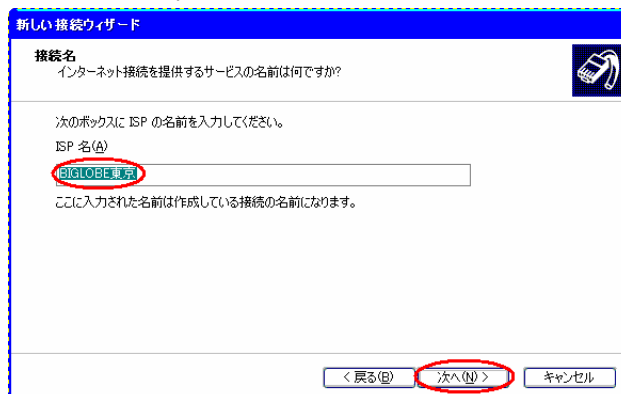 新しい接続ウィザード
接続名
インターネット接続を提供するサービスの名前は何ですか?
次のボックスに ISP の名前を入力してください。
ISP 名(A)
BIGLOBE東京
ここに入力された名前は作成している接続の名前になります。
< 戻る(B) 次へ(N) > キャンセル